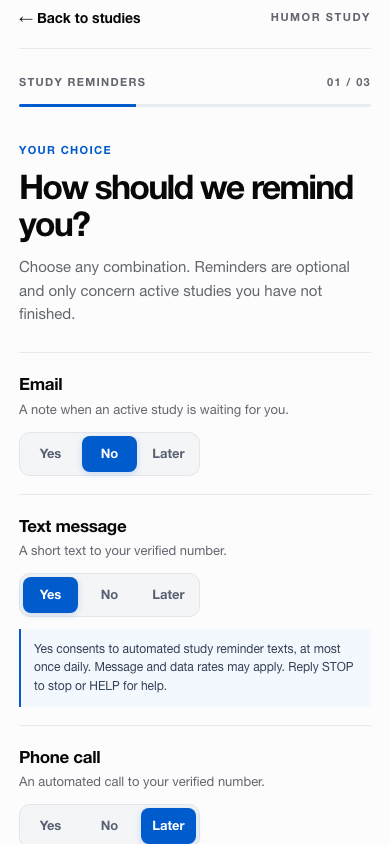 ← Back to studies
HUMOR STUDY
STUDY REMINDERS
01 / 03
YOUR CHOICE
How should we remind
you?
Choose any combination. Reminders are optional
and only concern active studies you have not
finished.
Email
A note when an active study is waiting for you.
Yes No Later
Text message
A short text to your verified number.
Yes No Later
Yes consents to automated study reminder texts, at most
once daily. Message and data rates may apply. Reply STOP
to stop or HELP for help.
Phone call
An automated call to your verified number.
Yes No Later